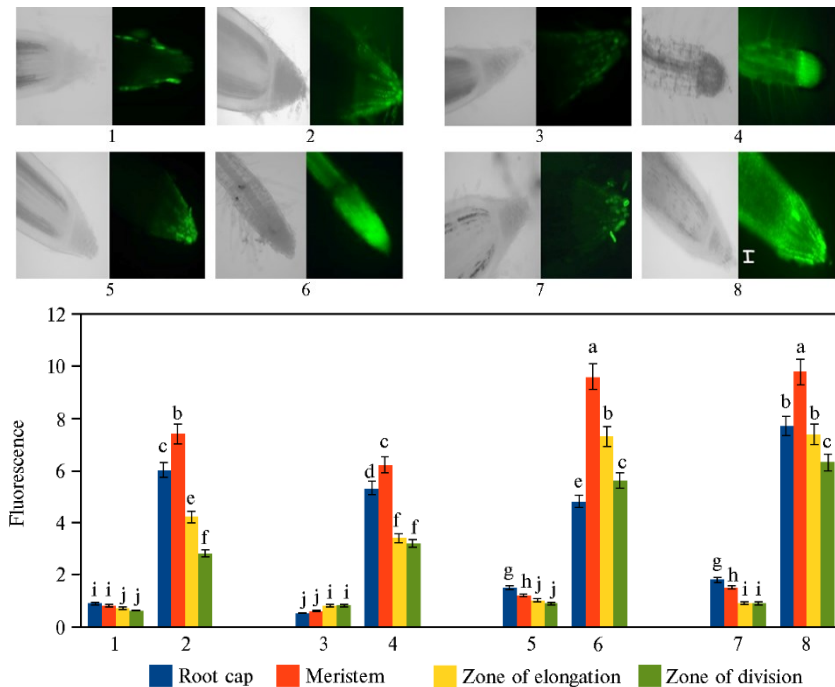 1 2 3 4
5 6 7 8
12
10
8
6
4
2
0
Fluorescence
i i j j
c b e f
j j i i
d c f f
g h j j
e a b c
g h i i
b a b c
1 2 3 4 5 6 7 8
Root cap Meristem Zone of elongation Zone of division